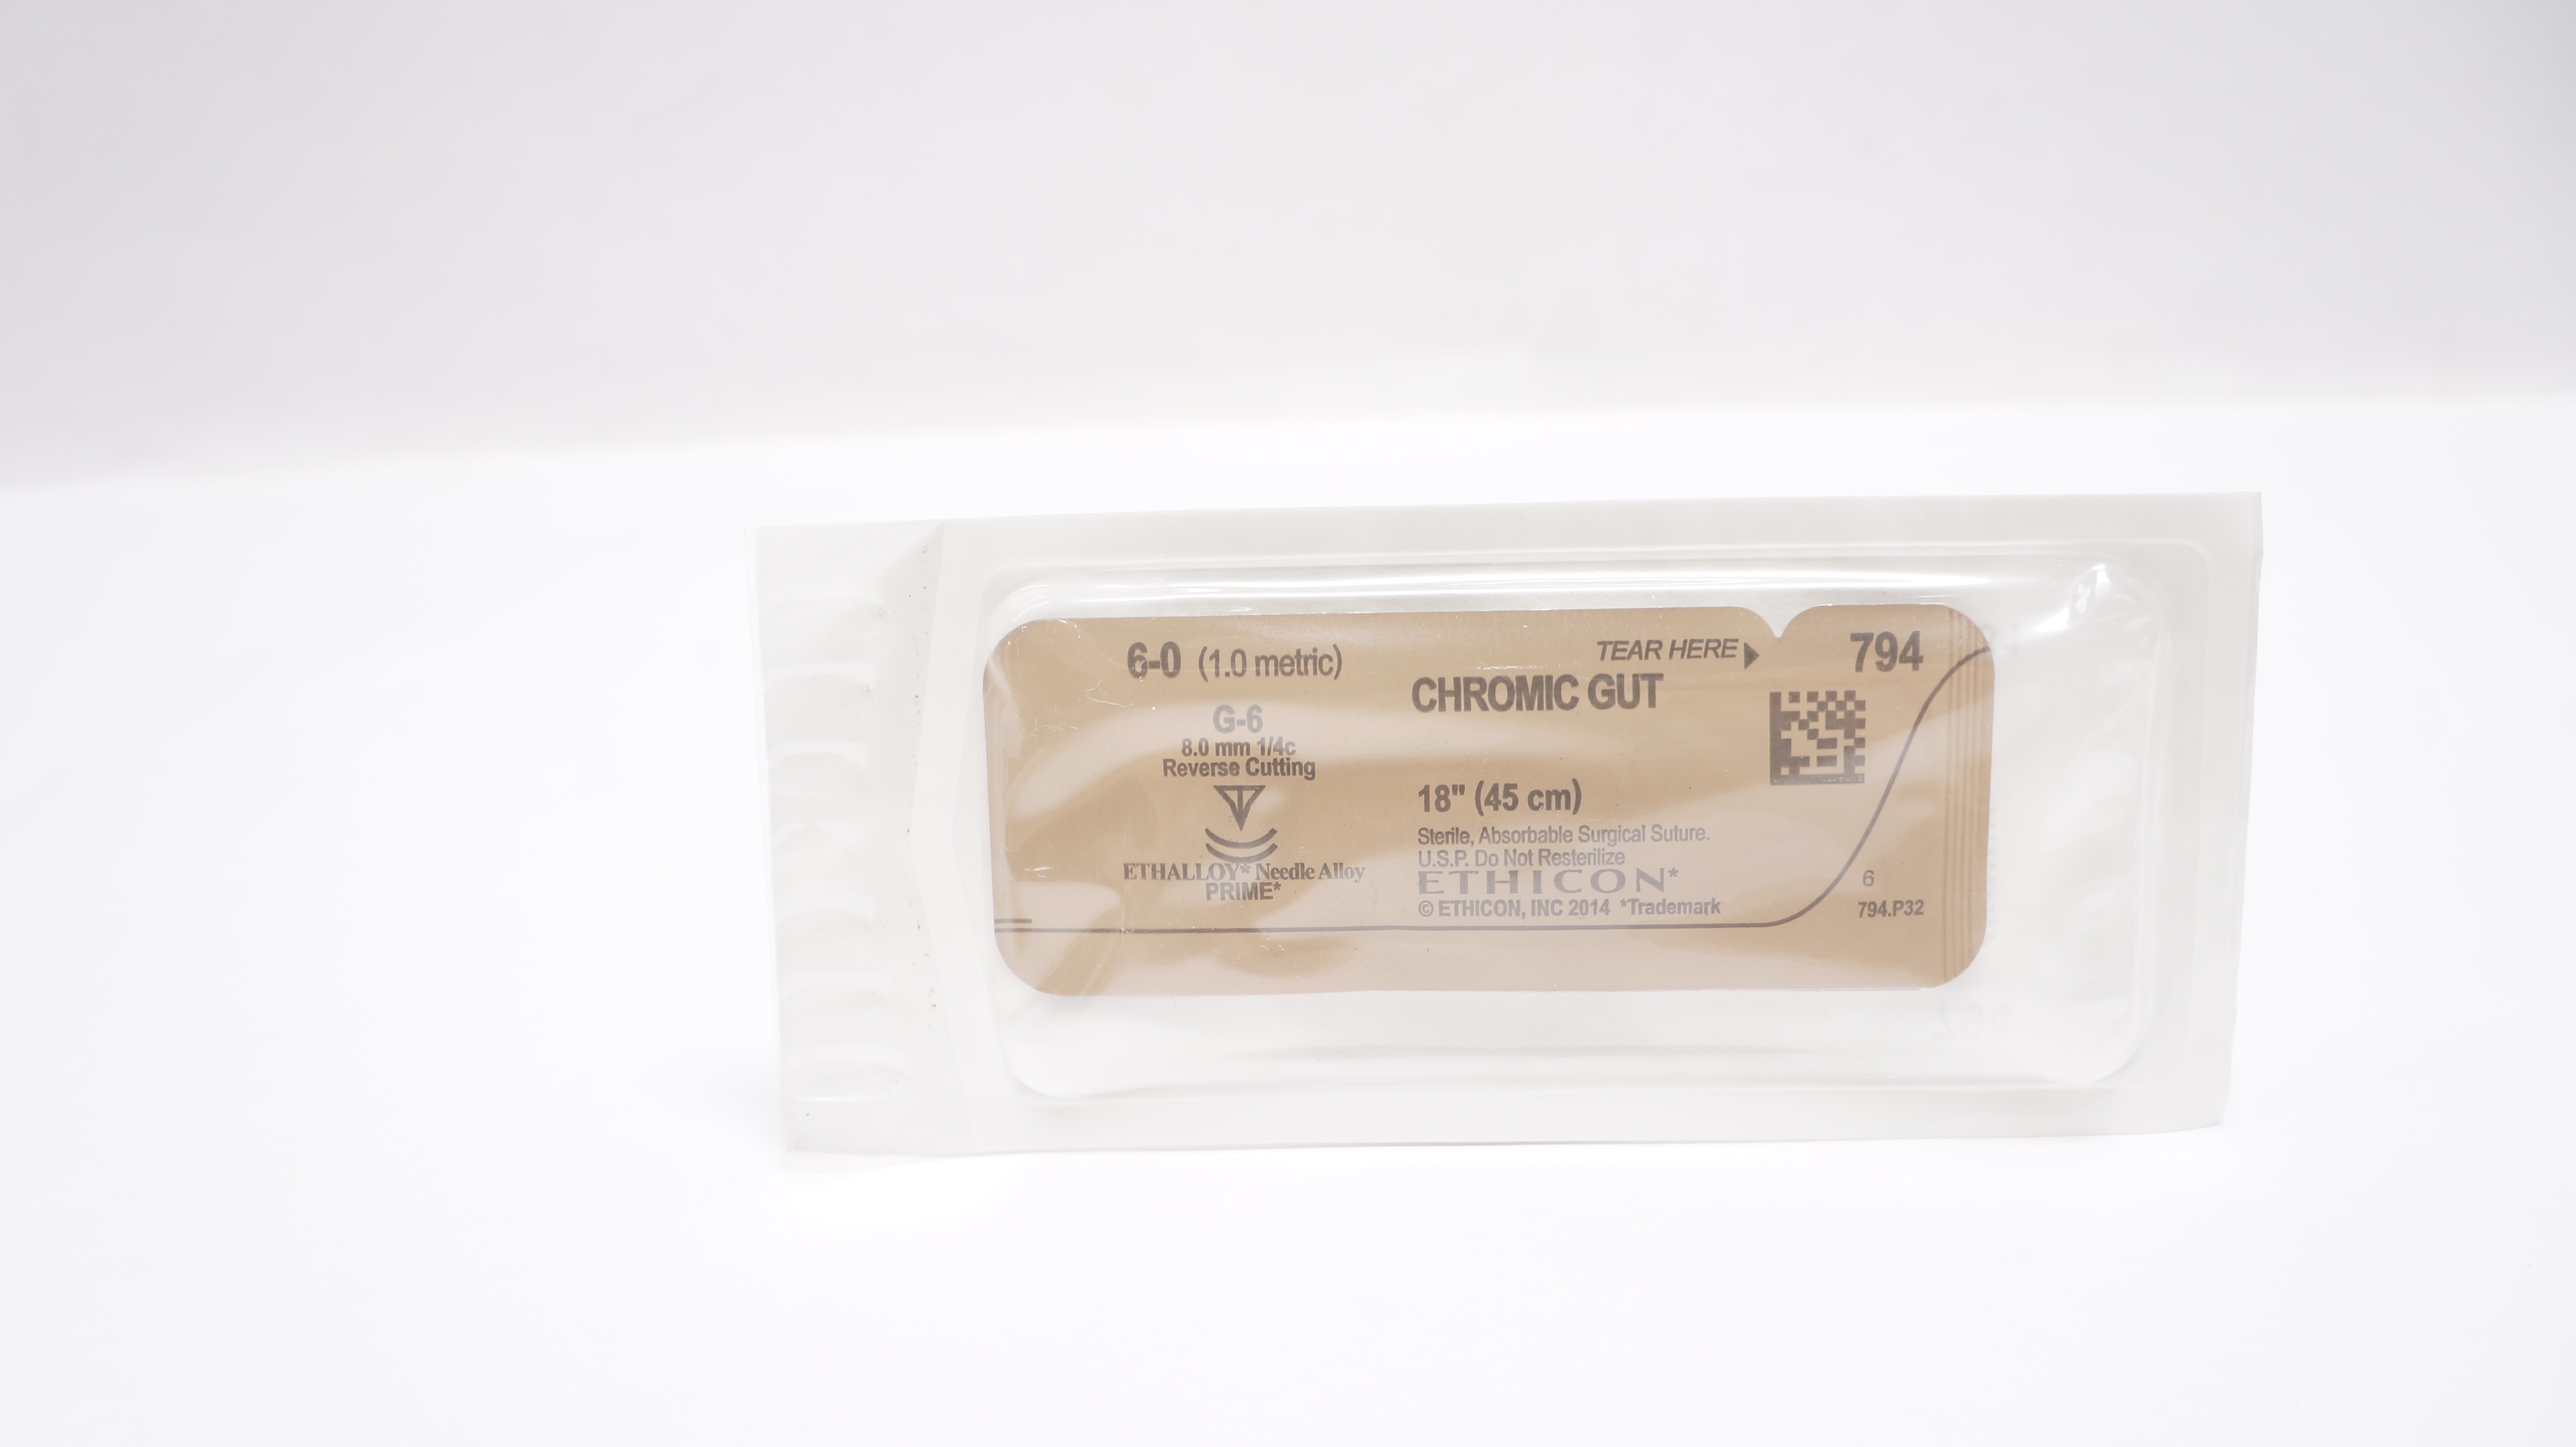 6-0 (1.0 metric)
G-6
8.0 mm 1/4c
Reverse Cutting
ETHALLOY* Needle Alloy
PRIME*
TEAR HERE
CHROMIC GUT
18" (45 cm)
Sterile, Absorbable Surgical Suture.
U.S.P. Do Not Resterilize
ETHICON*
© ETHICON, INC 2014 *Trademark
794
6
794.P32
794